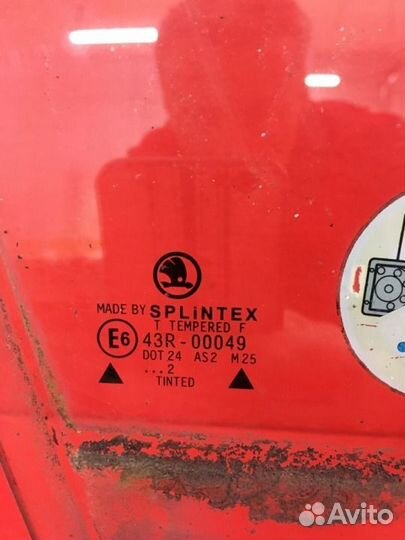 MADE BY SPLiNTEX
T TEMPERED F
E6 43R-00049
DOT 24 AS2 M25
...2
TINTED
Avito